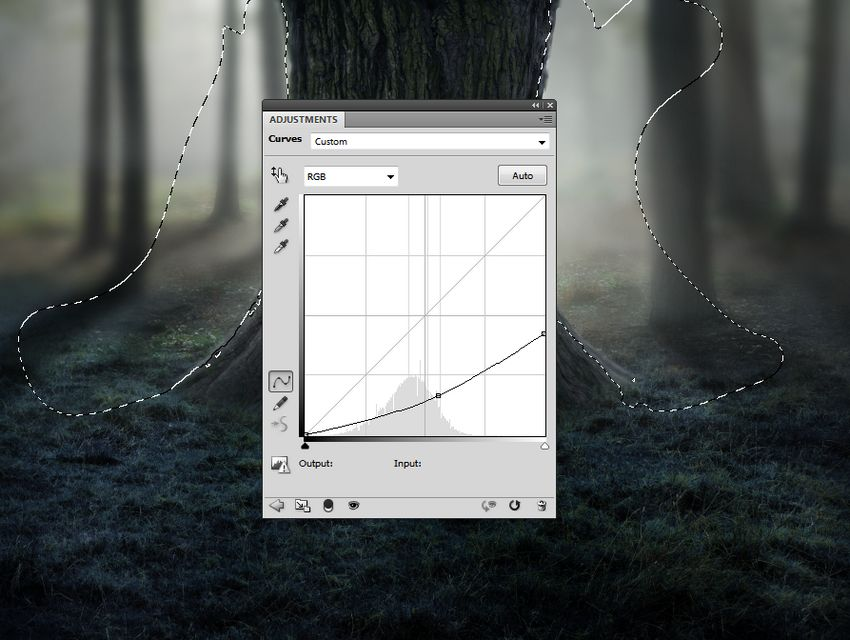 ADJUSTMENTS
Curves
Custom
RGB
Auto
Output:
Input: